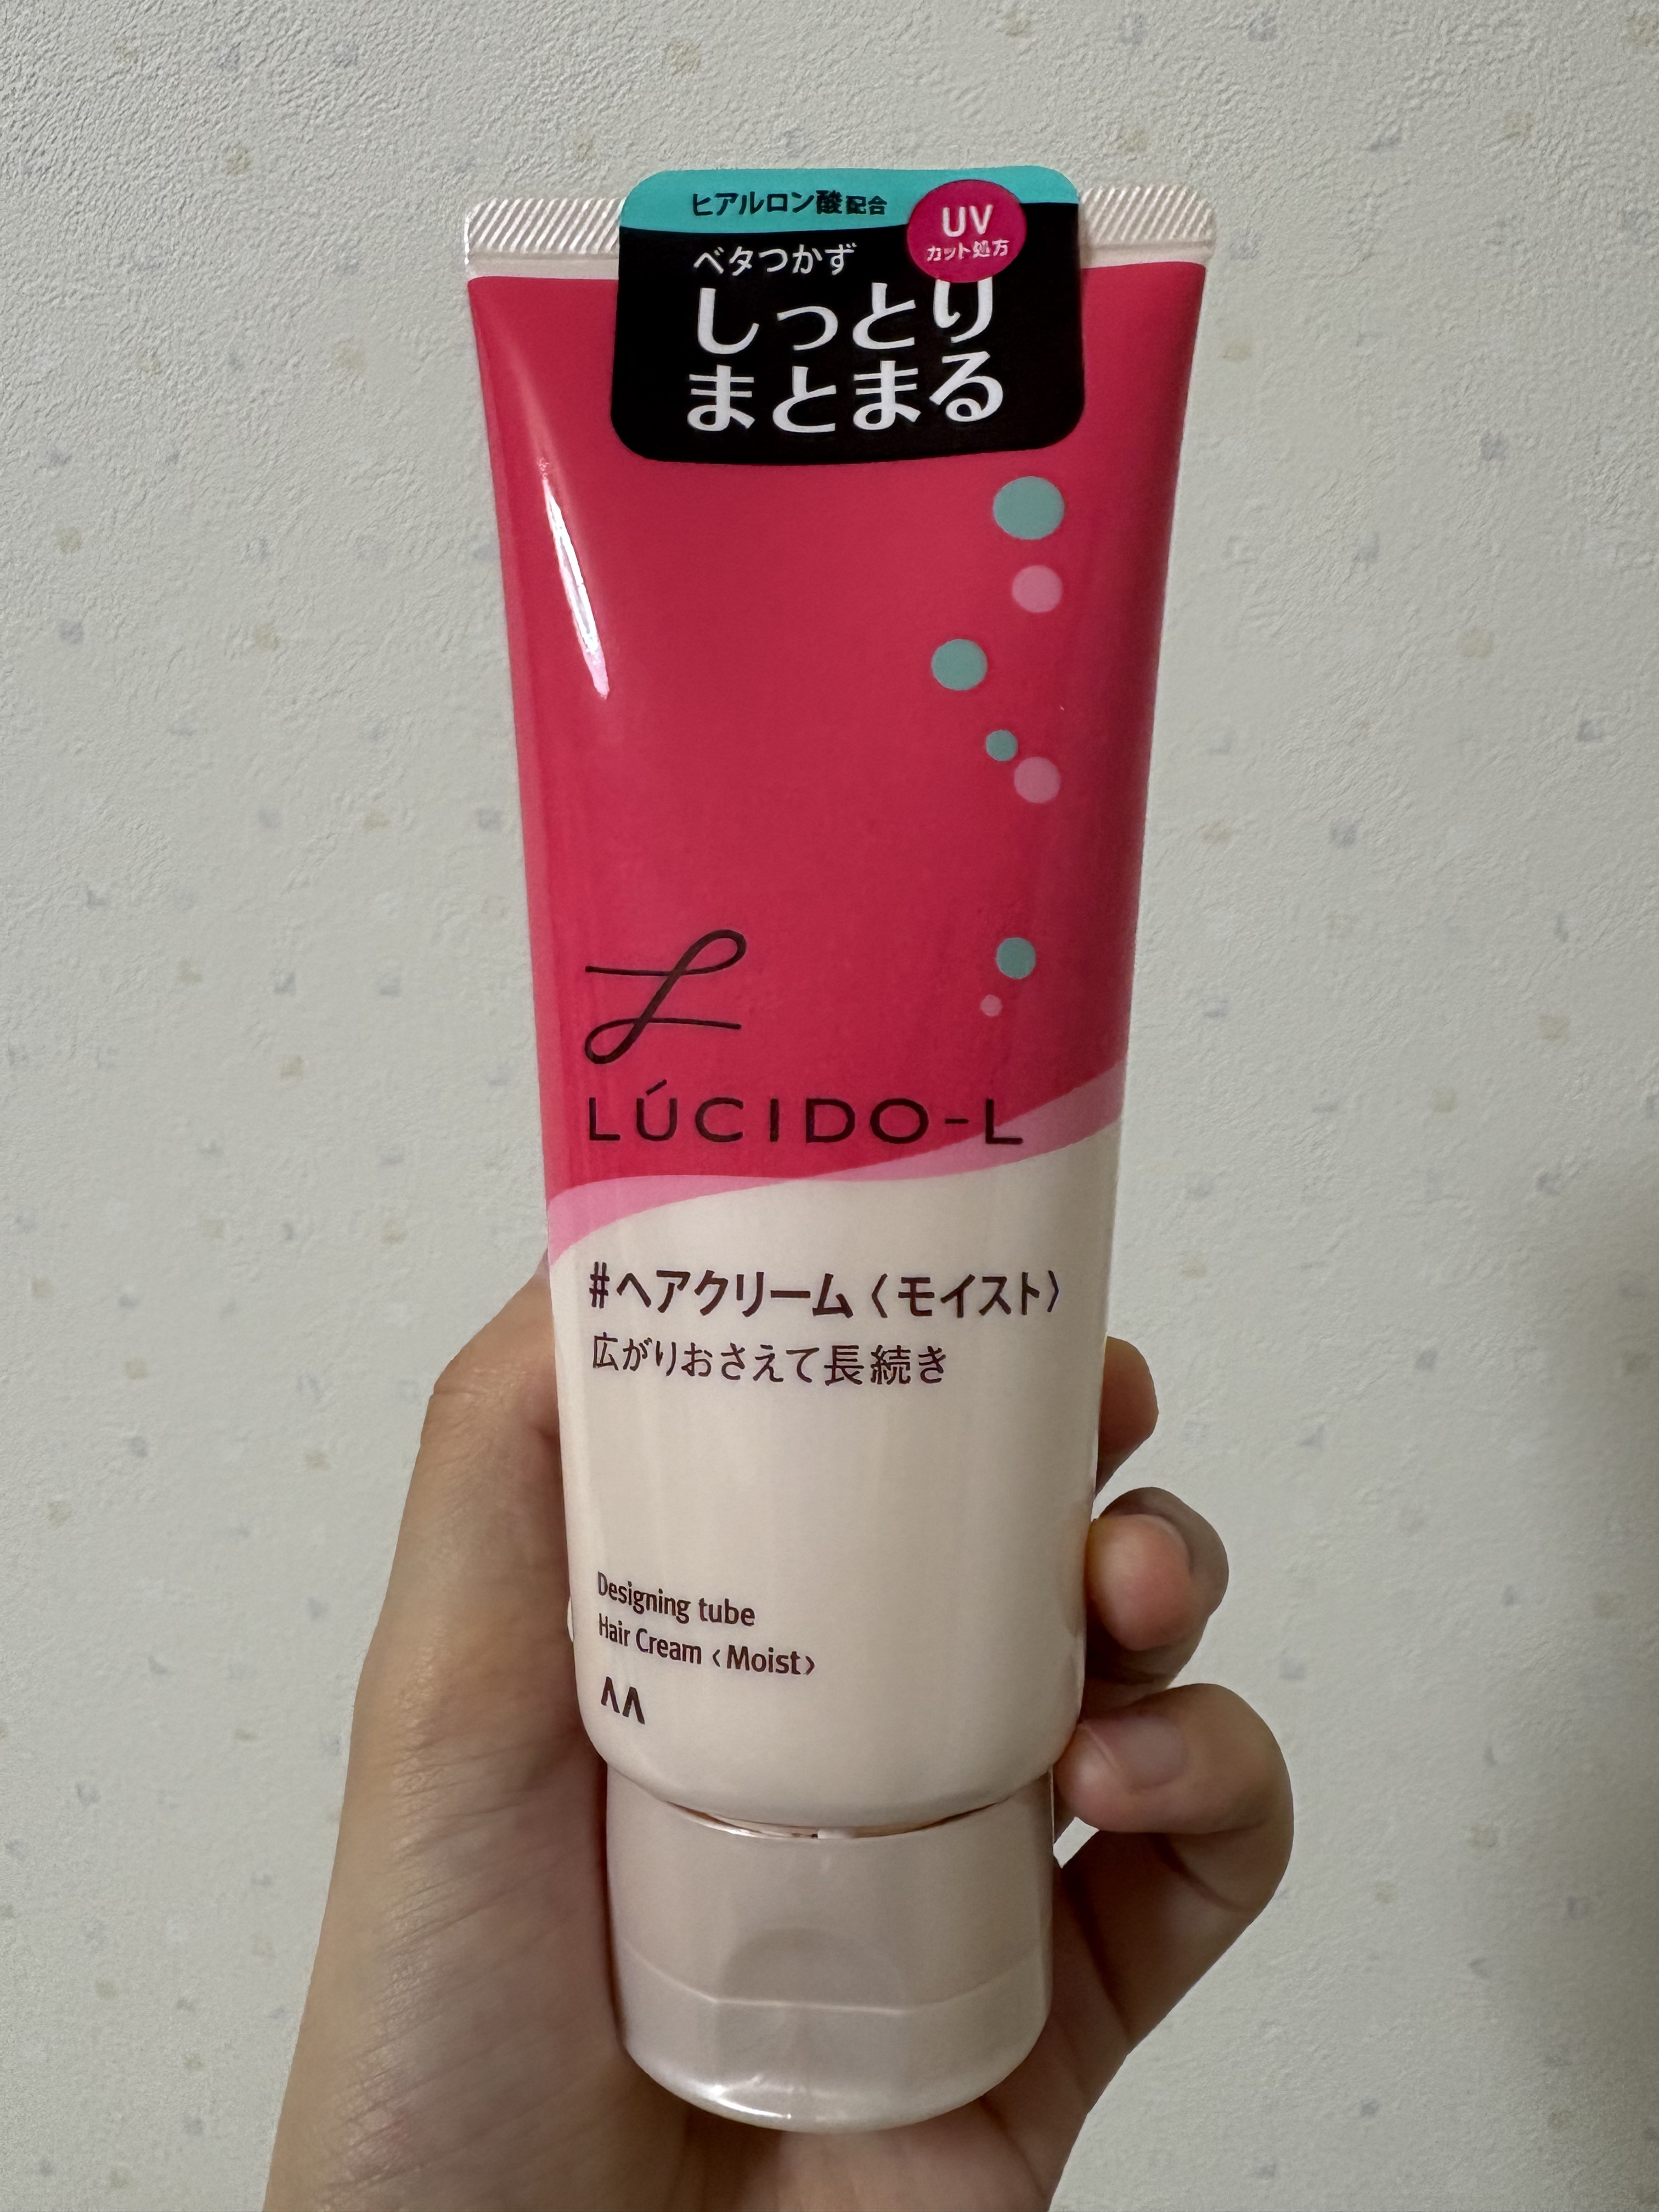 ヒアルロン酸配合
UV
カット処方
ベタつかず
しっとり
まとまる
LÚCIDO-L
#ヘアクリーム〈モイスト〉
広がりおさえて長続き
Designing tube
Hair Cream ‹Moist›